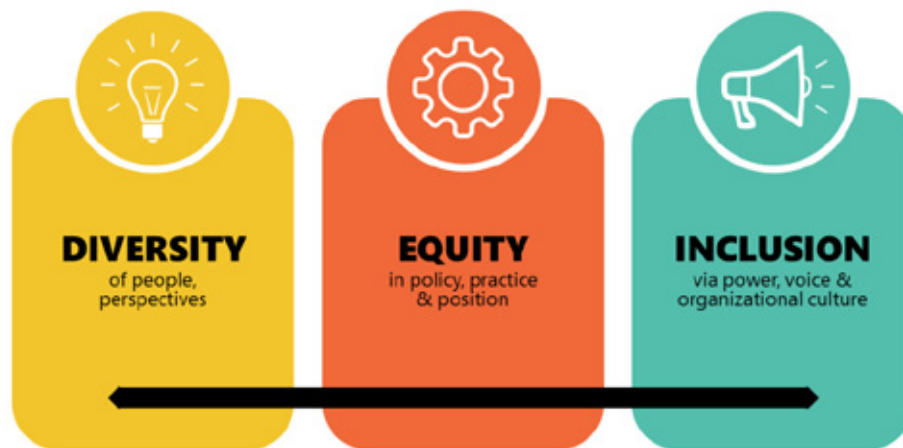 DIVERSITY
of people,
perspectives
EQUITY
in policy, practice
& position
INCLUSION
via power, voice &
organizational culture